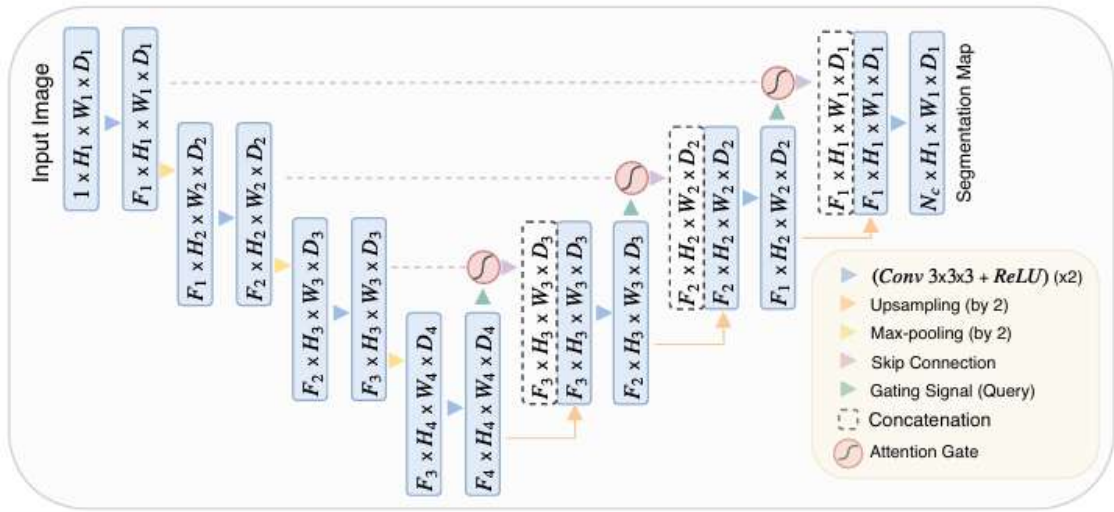 Input Image
1 x H₁ x W₁ x D₁
F₁ x H₁ x W₁ x D₁
F₁ x H₂ x W₂ x D₂
F₂ x H₂ x W₂ x D₂
F₂ x H₃ x W₃ x D₃
F₃ x H₃ x W₃ x D₃
F₃ x H₄ x W₄ x D₄
F₄ x H₄ x W₄ x D₄
F₃ x H₃ x W₃ x D₃
F₃ x H₃ x W₃ x D₃
F₂ x H₃ x W₃ x D₃
F₂ x H₂ x W₂ x D₂
F₂ x H₂ x W₂ x D₂
F₁ x H₂ x W₂ x D₂
F₁ x H₁ x W₁ x D₁
F₁ x H₁ x W₁ x D₁
N_c x H₁ x W₁ x D₁
Segmentation Map
(Conv 3x3x3 + ReLU) (x2)
Upsampling (by 2)
Max-pooling (by 2)
Skip Connection
Gating Signal (Query)
Concatenation
Attention Gate